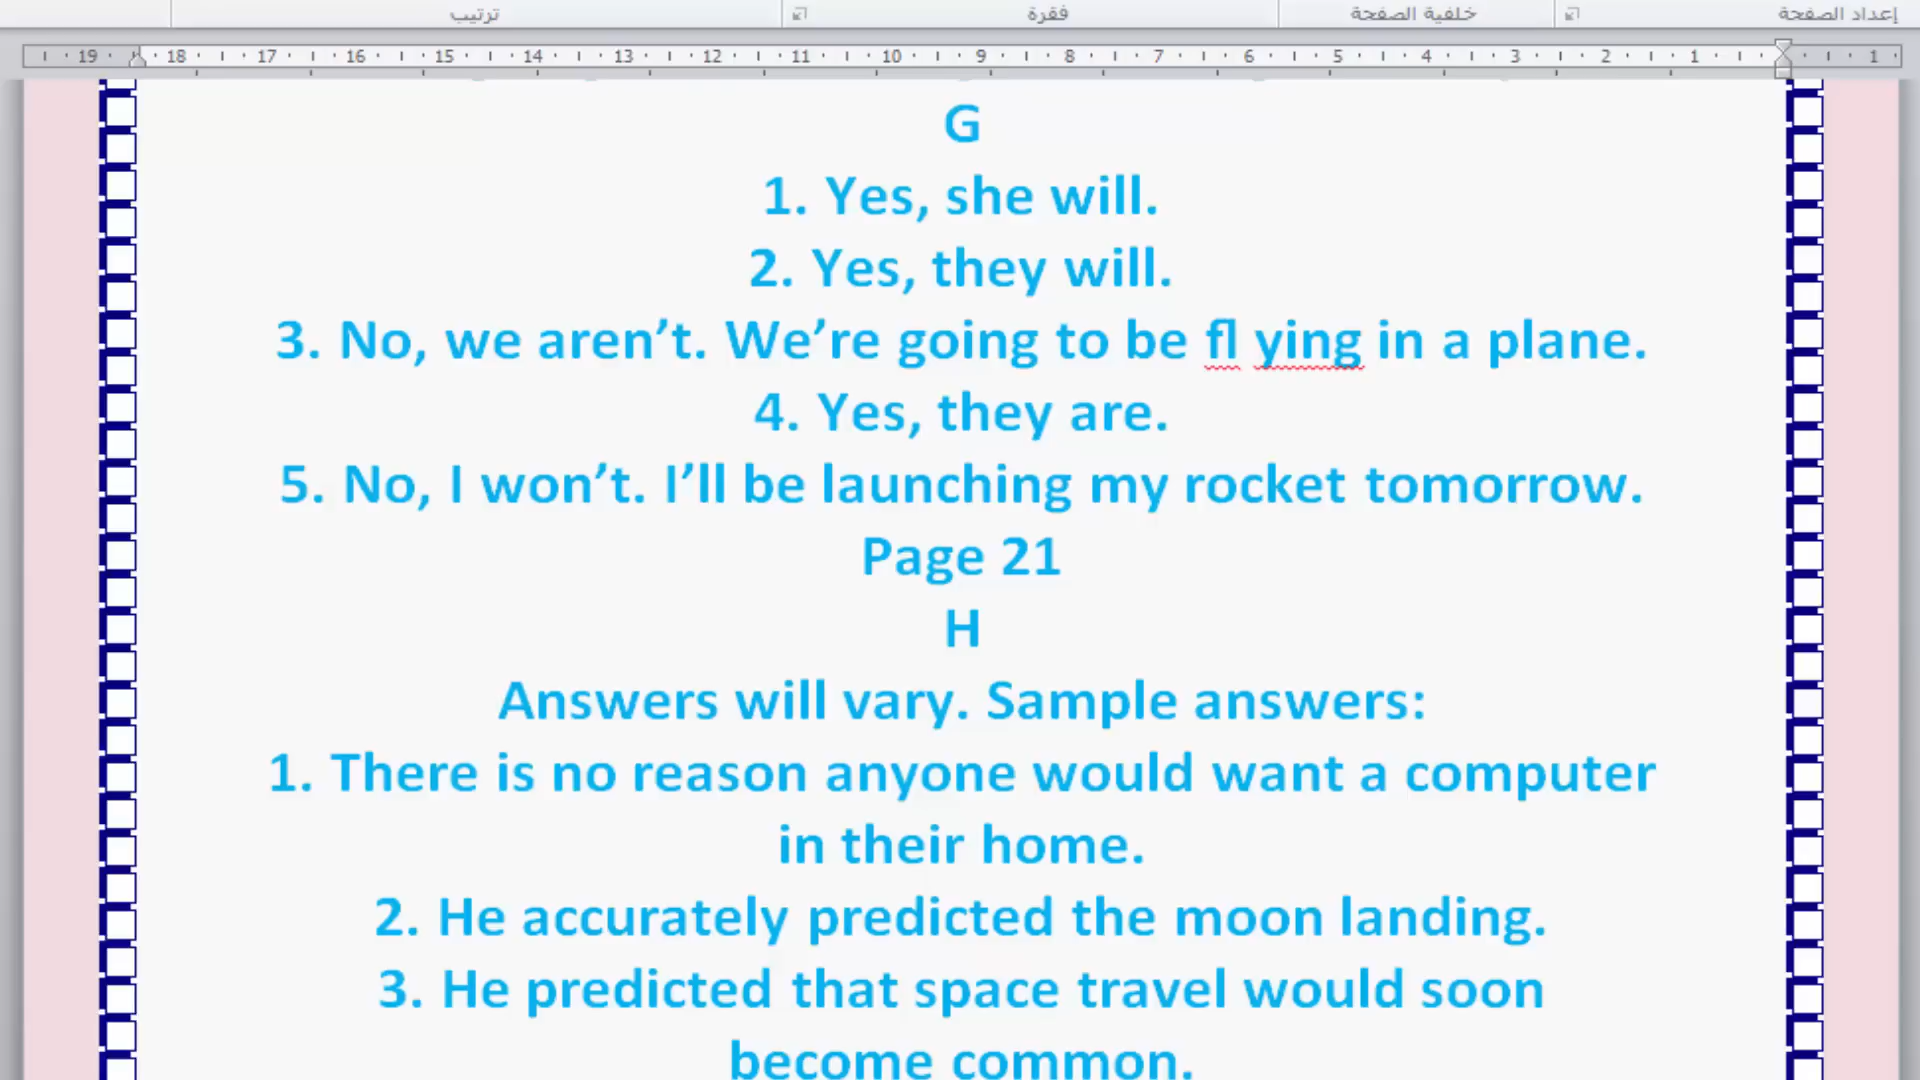 إعداد الصفحة خلفية الصفحة فقرة ترتيب
19 18 17 16 15 14 13 12 11 10 9 8 7 6 5 4 3 2 1 1
G
1. Yes, she will.
2. Yes, they will.
3. No, we aren’t. We’re going to be fl ying in a plane.
4. Yes, they are.
5. No, I won’t. I’ll be launching my rocket tomorrow.
Page 21
H
Answers will vary. Sample answers:
1. There is no reason anyone would want a computer
in their home.
2. He accurately predicted the moon landing.
3. He predicted that space travel would soon
become common.